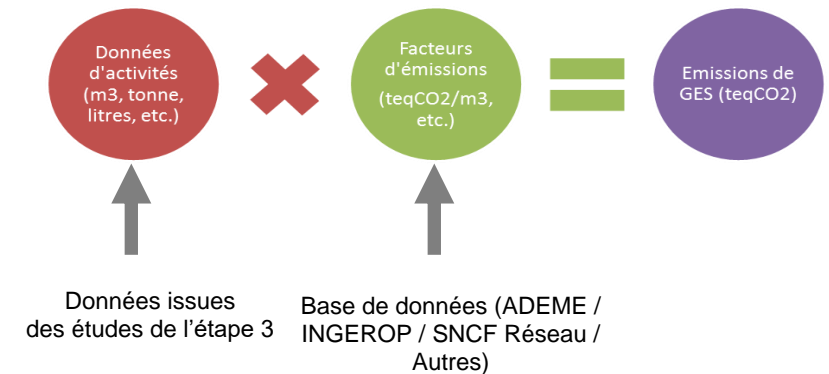 Données
d'activités
(m3, tonne,
litres, etc.)
Facteurs
d'émissions
(teqCO2/m3,
etc.)
Emissions de
GES (teqCO2)
Données issues
des études de l'étape 3
Base de données (ADEME /
INGEROP / SNCF Réseau /
Autres)